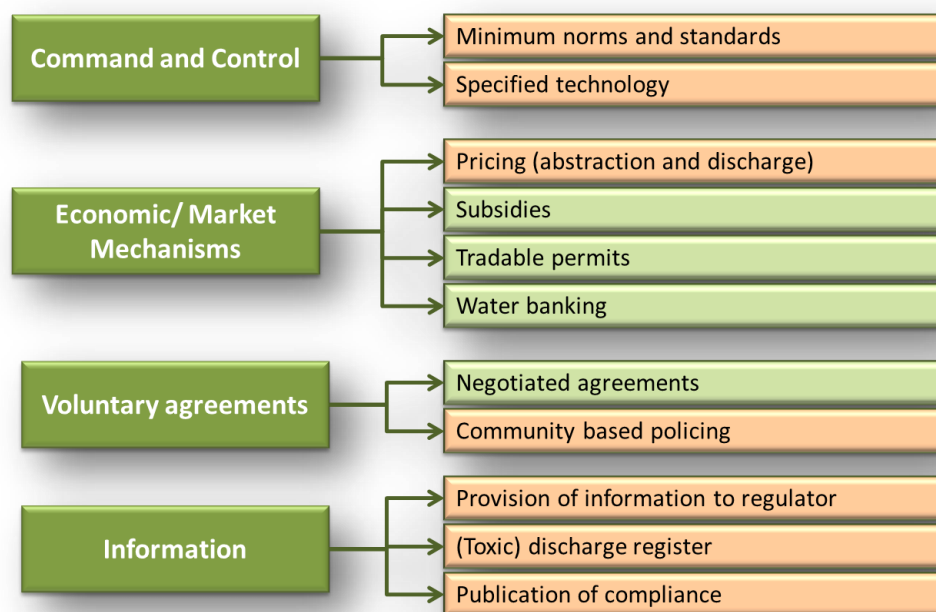 Command and Control
Minimum norms and standards
Specified technology
Economic/ Market
Mechanisms
Pricing (abstraction and discharge)
Subsidies
Tradable permits
Water banking
Voluntary agreements
Negotiated agreements
Community based policing
Information
Provision of information to regulator
(Toxic) discharge register
Publication of compliance